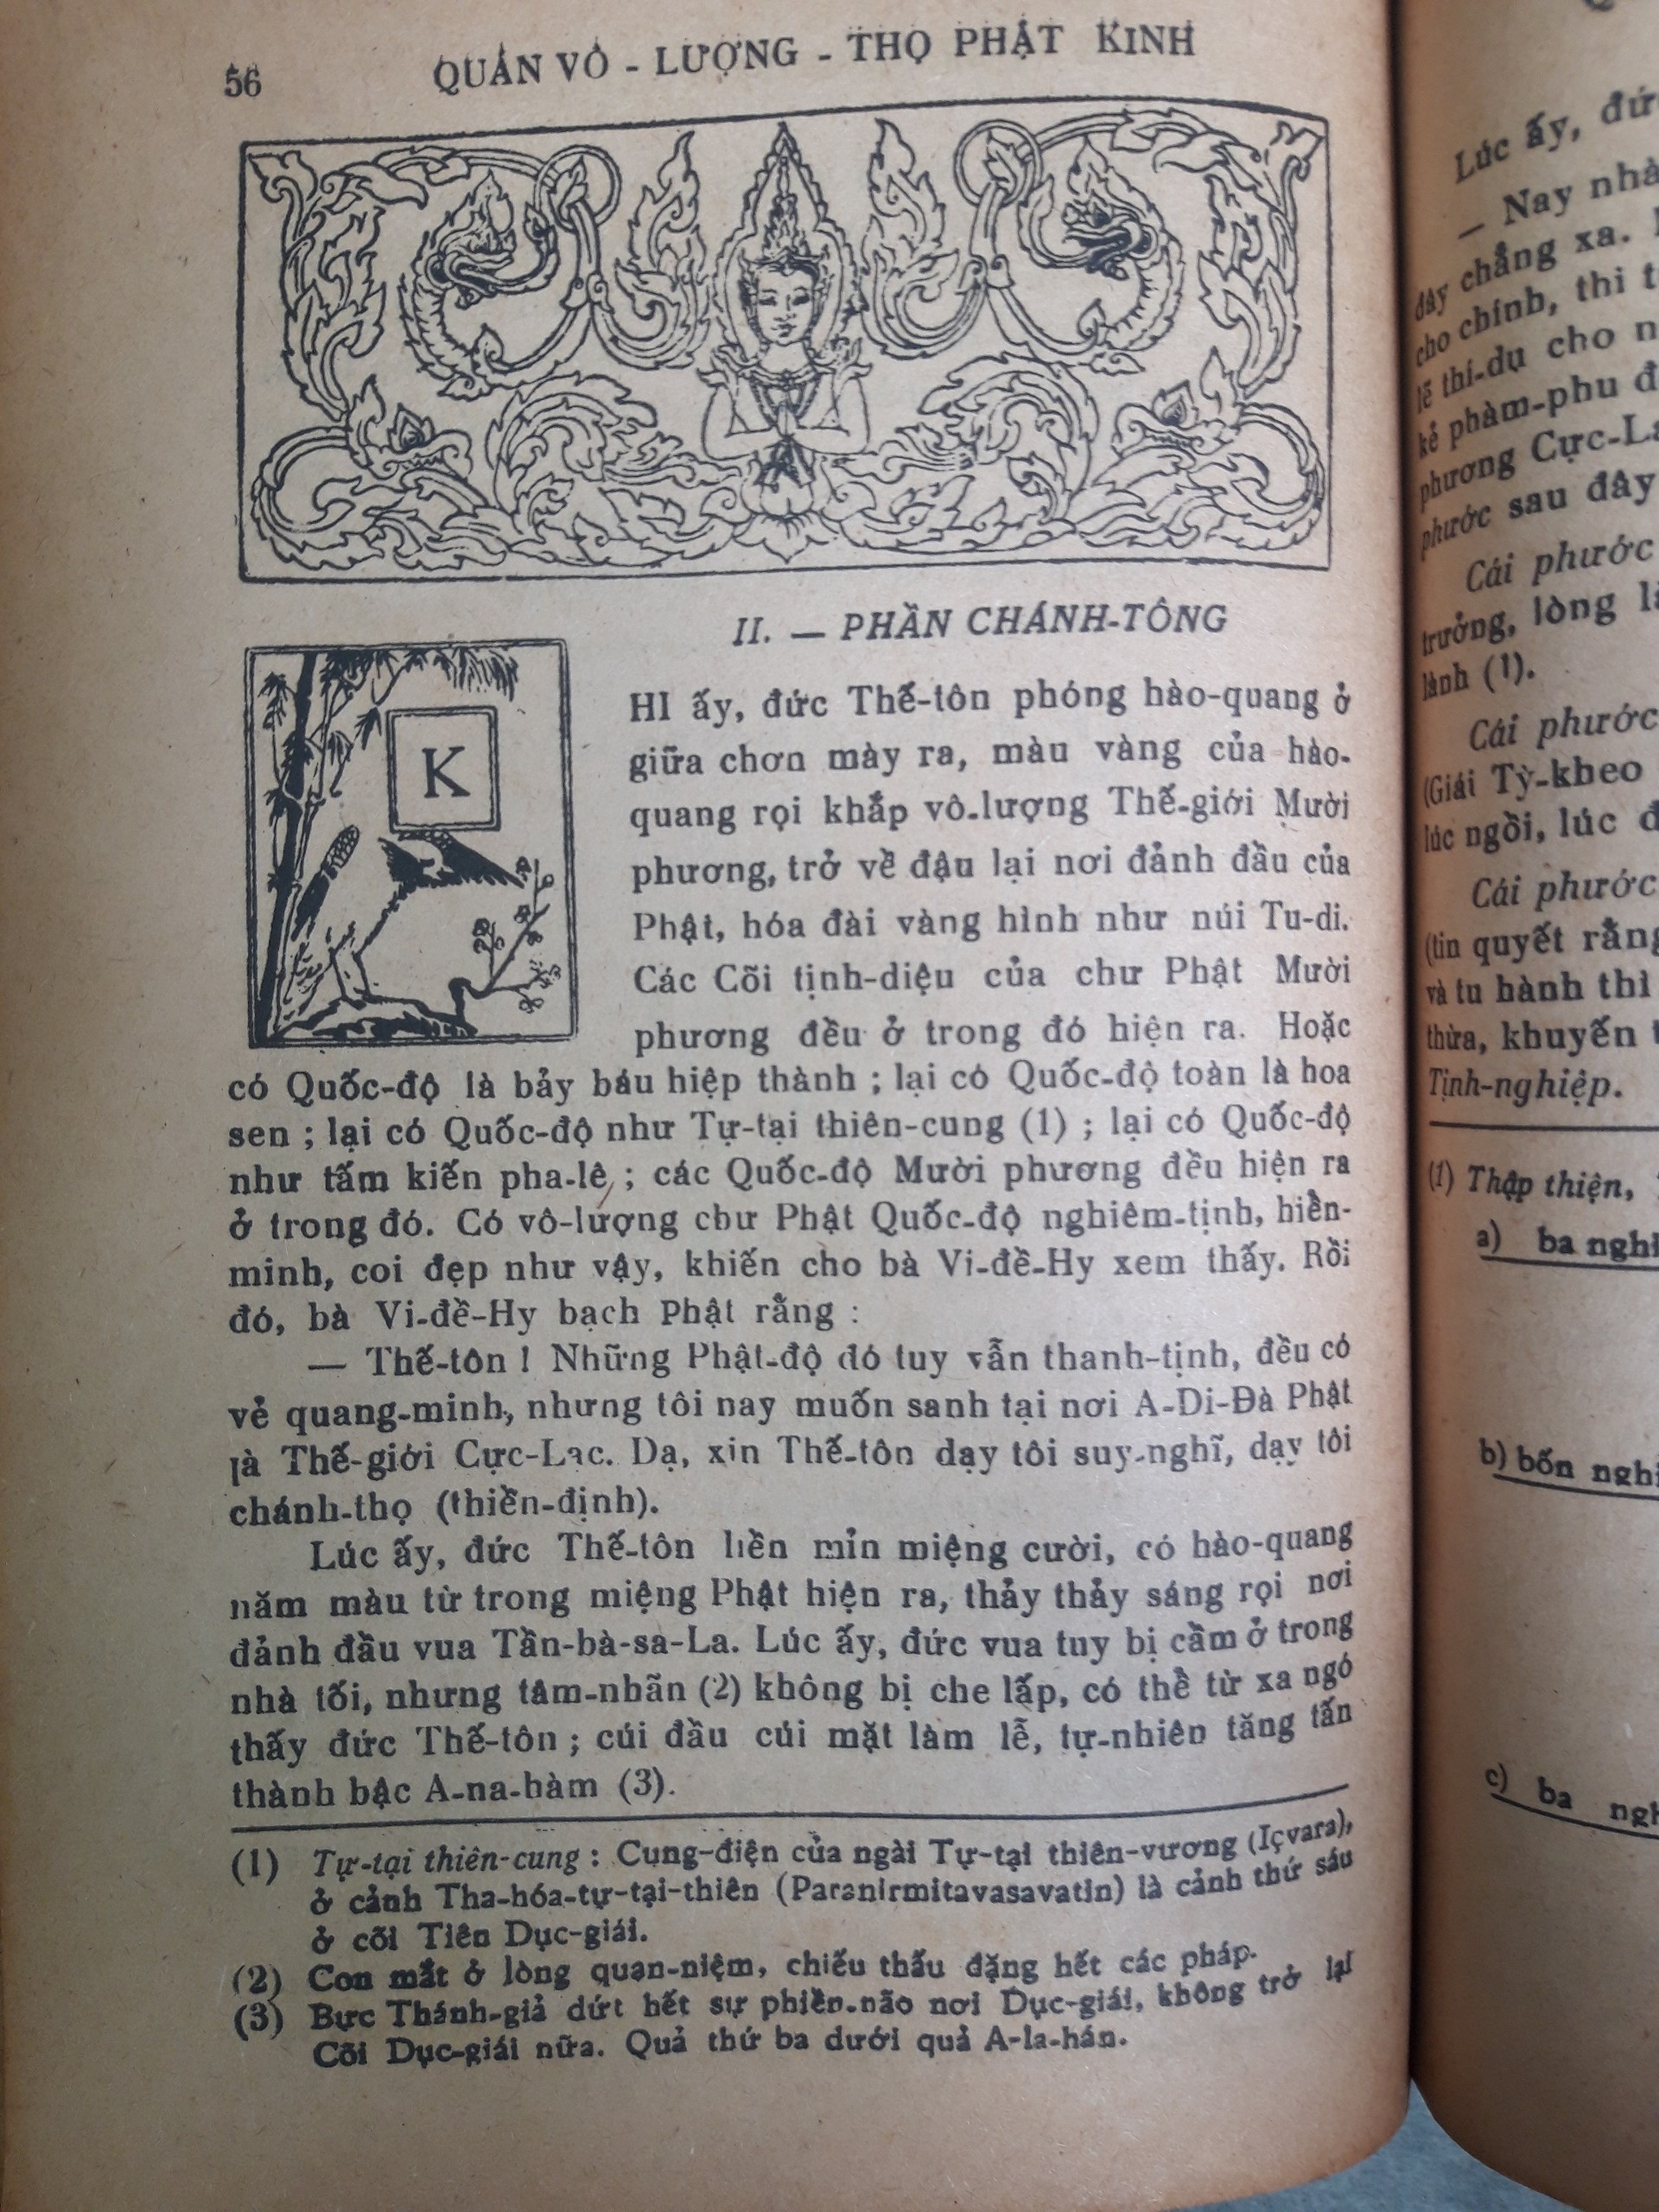 56
QUÁN VÔ - LƯỢNG - THỌ PHẬT KINH
II. — PHẦN CHÁNH-TÔNG
K
HI ấy, đức Thế-tôn phóng hào-quang ở
giữa chơn mày ra, màu vàng của hào-
quang rọi khắp vô-lượng Thế-giới Mười
phương, trở về đậu lại nơi đảnh đầu của
Phật, hóa đài vàng hình như núi Tu-di.
Các Cõi tịnh-diệu của chư Phật Mười
phương đều ở trong đó hiện ra. Hoặc
có Quốc-độ là bảy báu hiệp thành ; lại có Quốc-độ toàn là hoa
sen ; lại có Quốc-độ như Tự-tại thiên-cung (1) ; lại có Quốc-độ
như tấm kiến pha-lê ; các Quốc-độ Mười phương đều hiện ra
ở trong đó. Có vô-lượng chư Phật Quốc-độ nghiêm-tịnh, hiền-
minh, coi đẹp như vậy, khiến cho bà Vi-đề-Hy xem thấy. Rồi
đó, bà Vi-đề-Hy bạch Phật rằng :
— Thế-tôn ! Những Phật-độ đó tuy vẫn thanh-tịnh, đều có
vẻ quang-minh, nhưng tôi nay muốn sanh tại nơi A-Di-Đà Phật
là Thế-giới Cực-Lạc. Dạ, xin Thế-tôn dạy tôi suy-nghĩ, dạy tôi
chánh-thọ (thiền-định).
Lúc ấy, đức Thế-tôn liền mỉn miệng cười, có hào-quang
năm màu từ trong miệng Phật hiện ra, thảy thảy sáng rọi nơi
đảnh đầu vua Tần-bà-sa-La. Lúc ấy, đức vua tuy bị cầm ở trong
nhà tối, nhưng tâm-nhãn (2) không bị che lấp, có thể từ xa ngó
thấy đức Thế-tôn ; cúi đầu cúi mặt làm lễ, tự-nhiên tăng tấn
thành bậc A-na-hàm (3).
(1) Tự-tại thiên-cung : Cung-điện của ngài Tự-tại thiên-vương (Içvara),
ở cảnh Tha-hóa-tự-tại-thiên (Paranirmitavasavatin) là cảnh thứ sáu
ở cõi Tiên Dục-giái.
(2) Con mắt ở lòng quan-niệm, chiếu thấu đặng hết các pháp.
(3) Bực Thánh-giả dứt hết sự phiền-não nơi Dục-giái, không trở lại
Cõi Dục-giái nữa. Quả thứ ba dưới quả A-la-hán.
Lúc ấy, đức
— Nay nhà
đây chẳng xa.
cho chính, thi
lẽ thí-dụ cho
kẻ phàm-phu
phương Cực-La
phước sau đây
Cái phước
trưởng, lòng
lành (1).
Cái phước
(Giái Tỳ-kheo
lúc ngồi, lúc
Cái phước
(tin quyết rằng
và tu hành thì
thừa, khuyến
Tịnh-nghiệp.
(1) Thập thiện,
a) ba nghi
b) bốn nghi
c) ba ngh